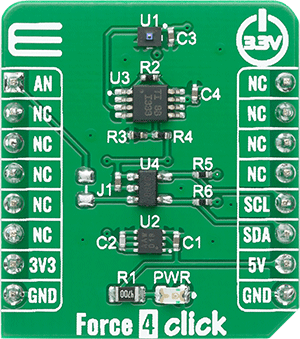 U1
C3
3.3V
AN
R2
NC
U3
C4
NC
NC
NC
R3
R4
NC
NC
U4
R5
NC
NC
J1
R6
SCL
NC
U2
SDA
C2
C1
3V3
5V
R1
PWR
GND
4700
GND
Force 4 click